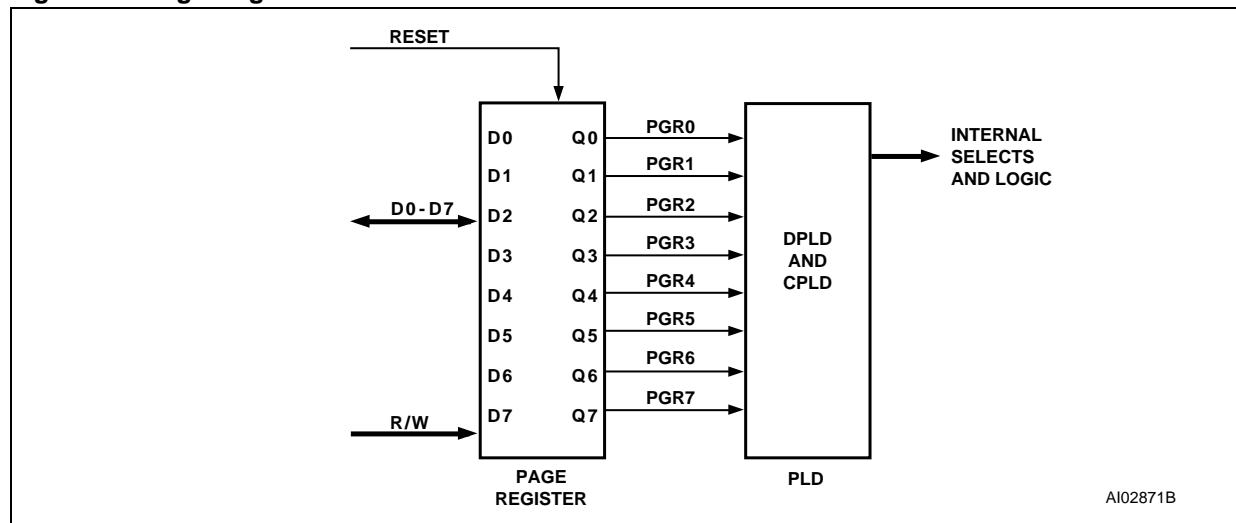 RESET
D0 Q0 PGR0
D1 Q1 PGR1
D0-D7 D2 Q2 PGR2
D3 Q3 PGR3
D4 Q4 PGR4
D5 Q5 PGR5
D6 Q6 PGR6
R/W D7 Q7 PGR7
DPLD
AND
CPLD
INTERNAL
SELECTS
AND LOGIC
PAGE
REGISTER
PLD
AI02871B